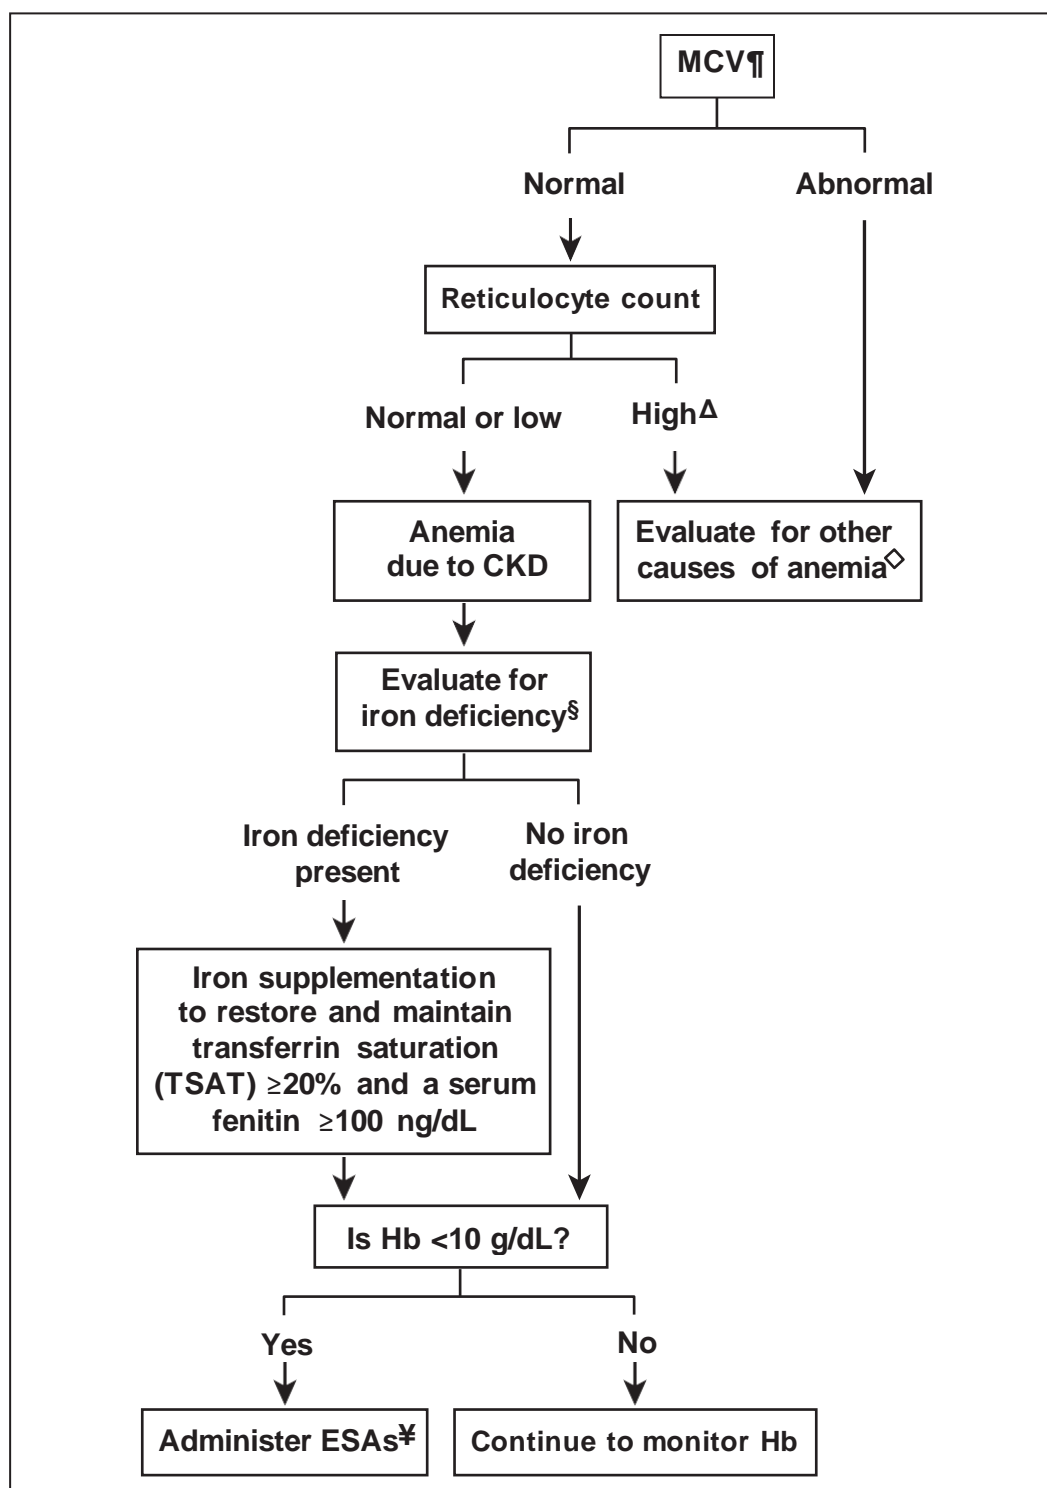 MCV¶
Normal
Abnormal
Reticulocyte count
Normal or low
HighΔ
Anemia
due to CKD
Evaluate for other
causes of anemia◇
Evaluate for
iron deficiency§
Iron deficiency
present
No iron
deficiency
Iron supplementation
to restore and maintain
transferrin saturation
(TSAT) ≥20% and a serum
fenitin ≥100 ng/dL
Is Hb <10 g/dL?
Yes
No
Administer ESAs¥
Continue to monitor Hb